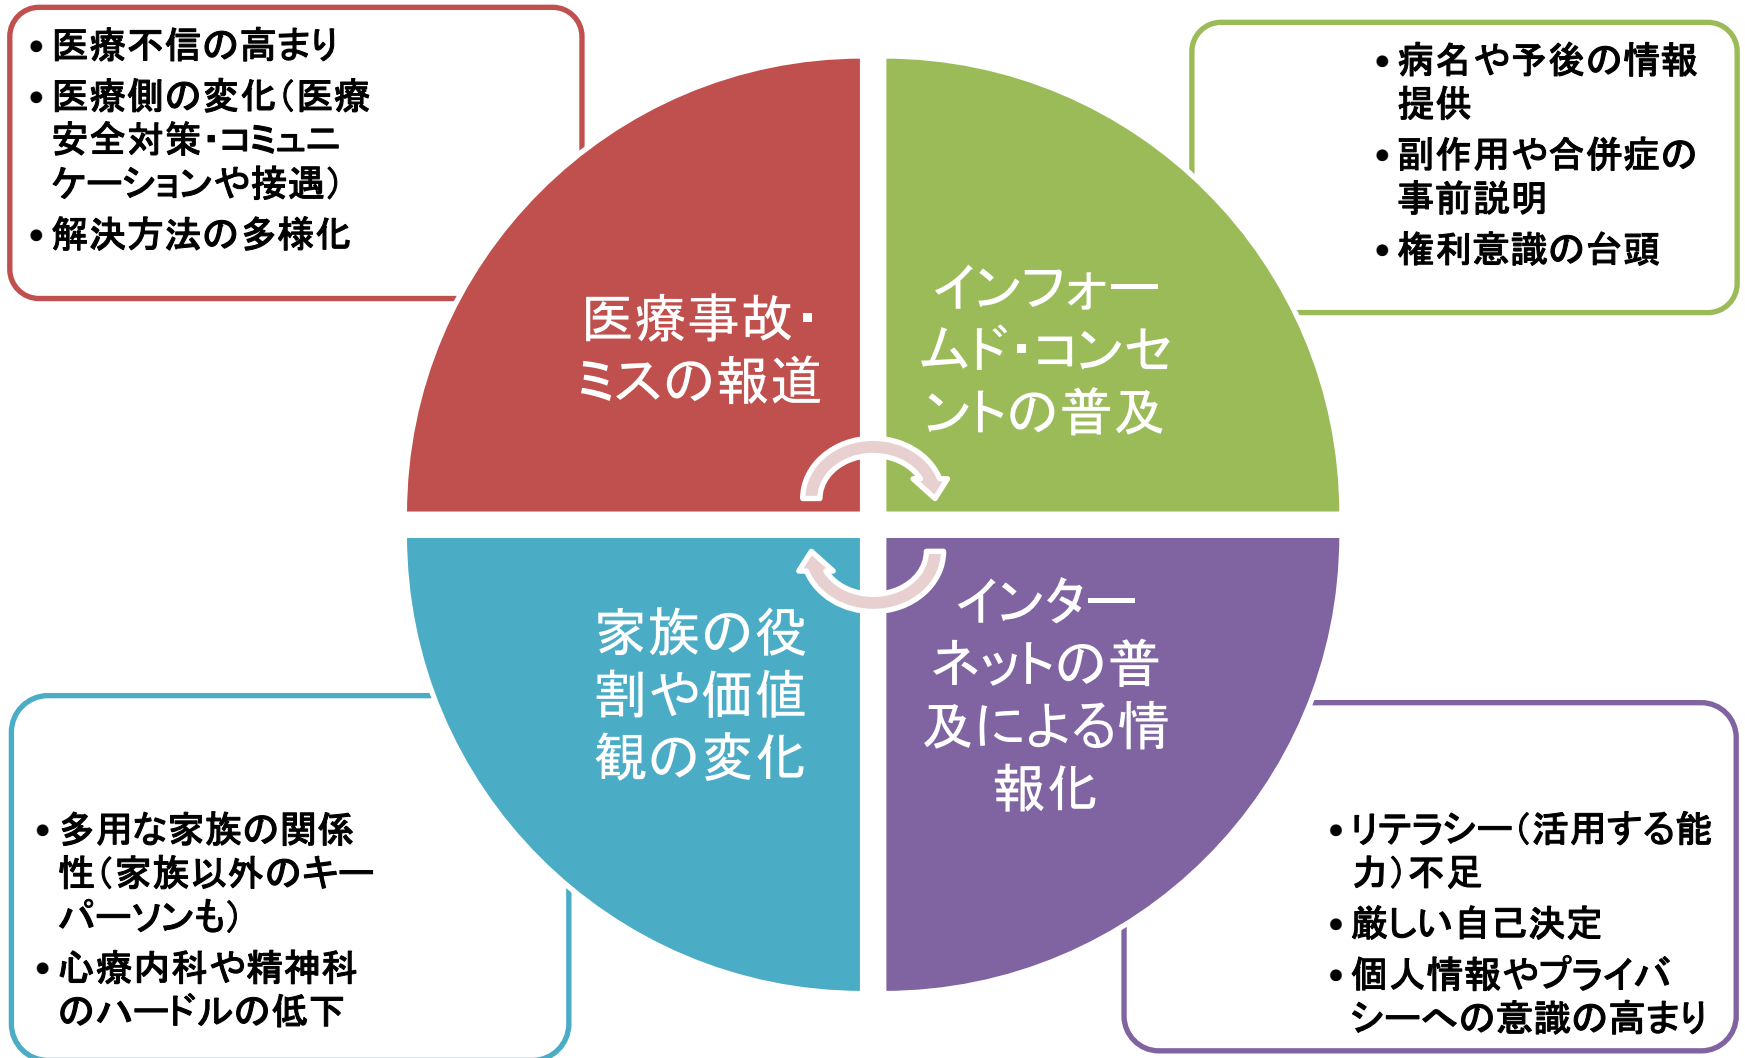 • 医療不信の高まり
• 医療側の変化（医療
安全対策・コミュニ
ケーションや接遇）
• 解決方法の多様化
• 病名や予後の情報
提供
• 副作用や合併症の
事前説明
• 権利意識の台頭
医療事故・
ミスの報道
インフォー
ムド・コンセ
ントの普及
家族の役
割や価値
観の変化
インター
ネットの普
及による情
報化
• 多用な家族の関係
性（家族以外のキー
パーソンも）
• 心療内科や精神科
のハードルの低下
• リテラシー（活用する能
力）不足
• 厳しい自己決定
• 個人情報やプライバ
シーへの意識の高まり